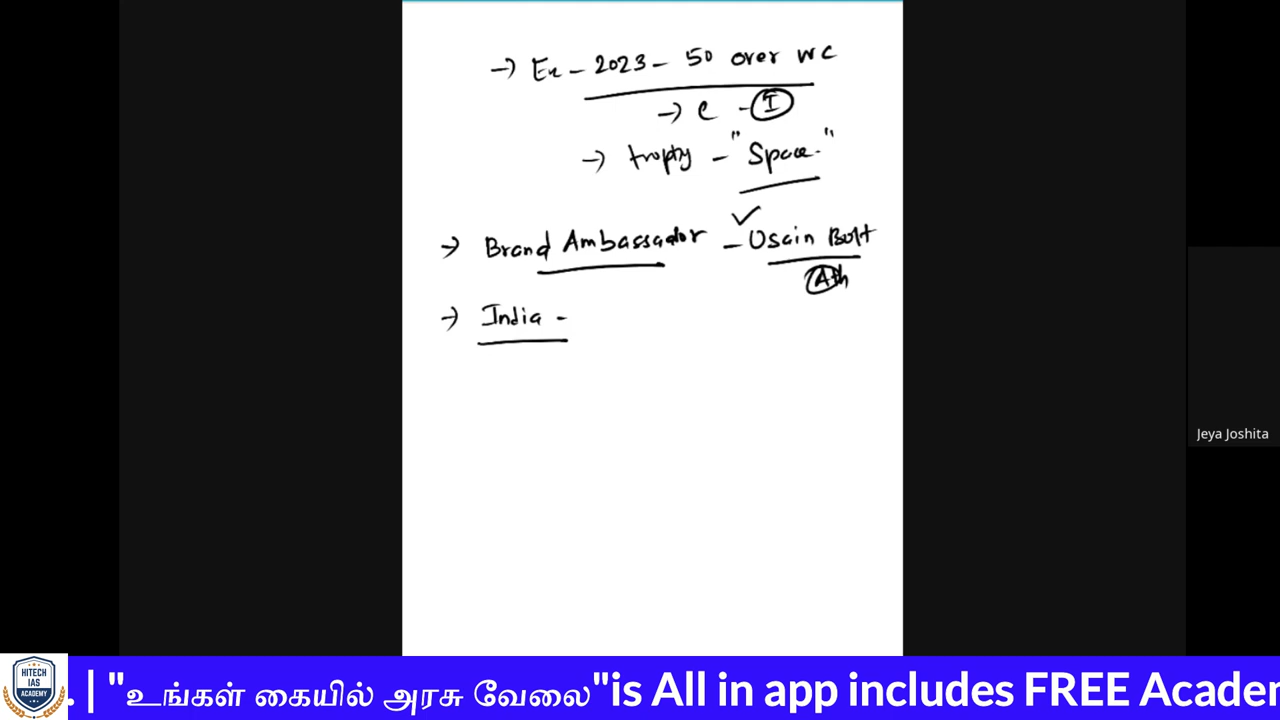 → Ex - 2023 - 50 over WC
→ C - I
→ tropty - "Space."
→ Brand Ambassador - Usain Bolt
Ath
→ India -
Jeya Joshita
HITECH
IAS
ACADEMY
. | "உங்கள் கையில் அரசு வேலை"is All in app includes FREE Acader